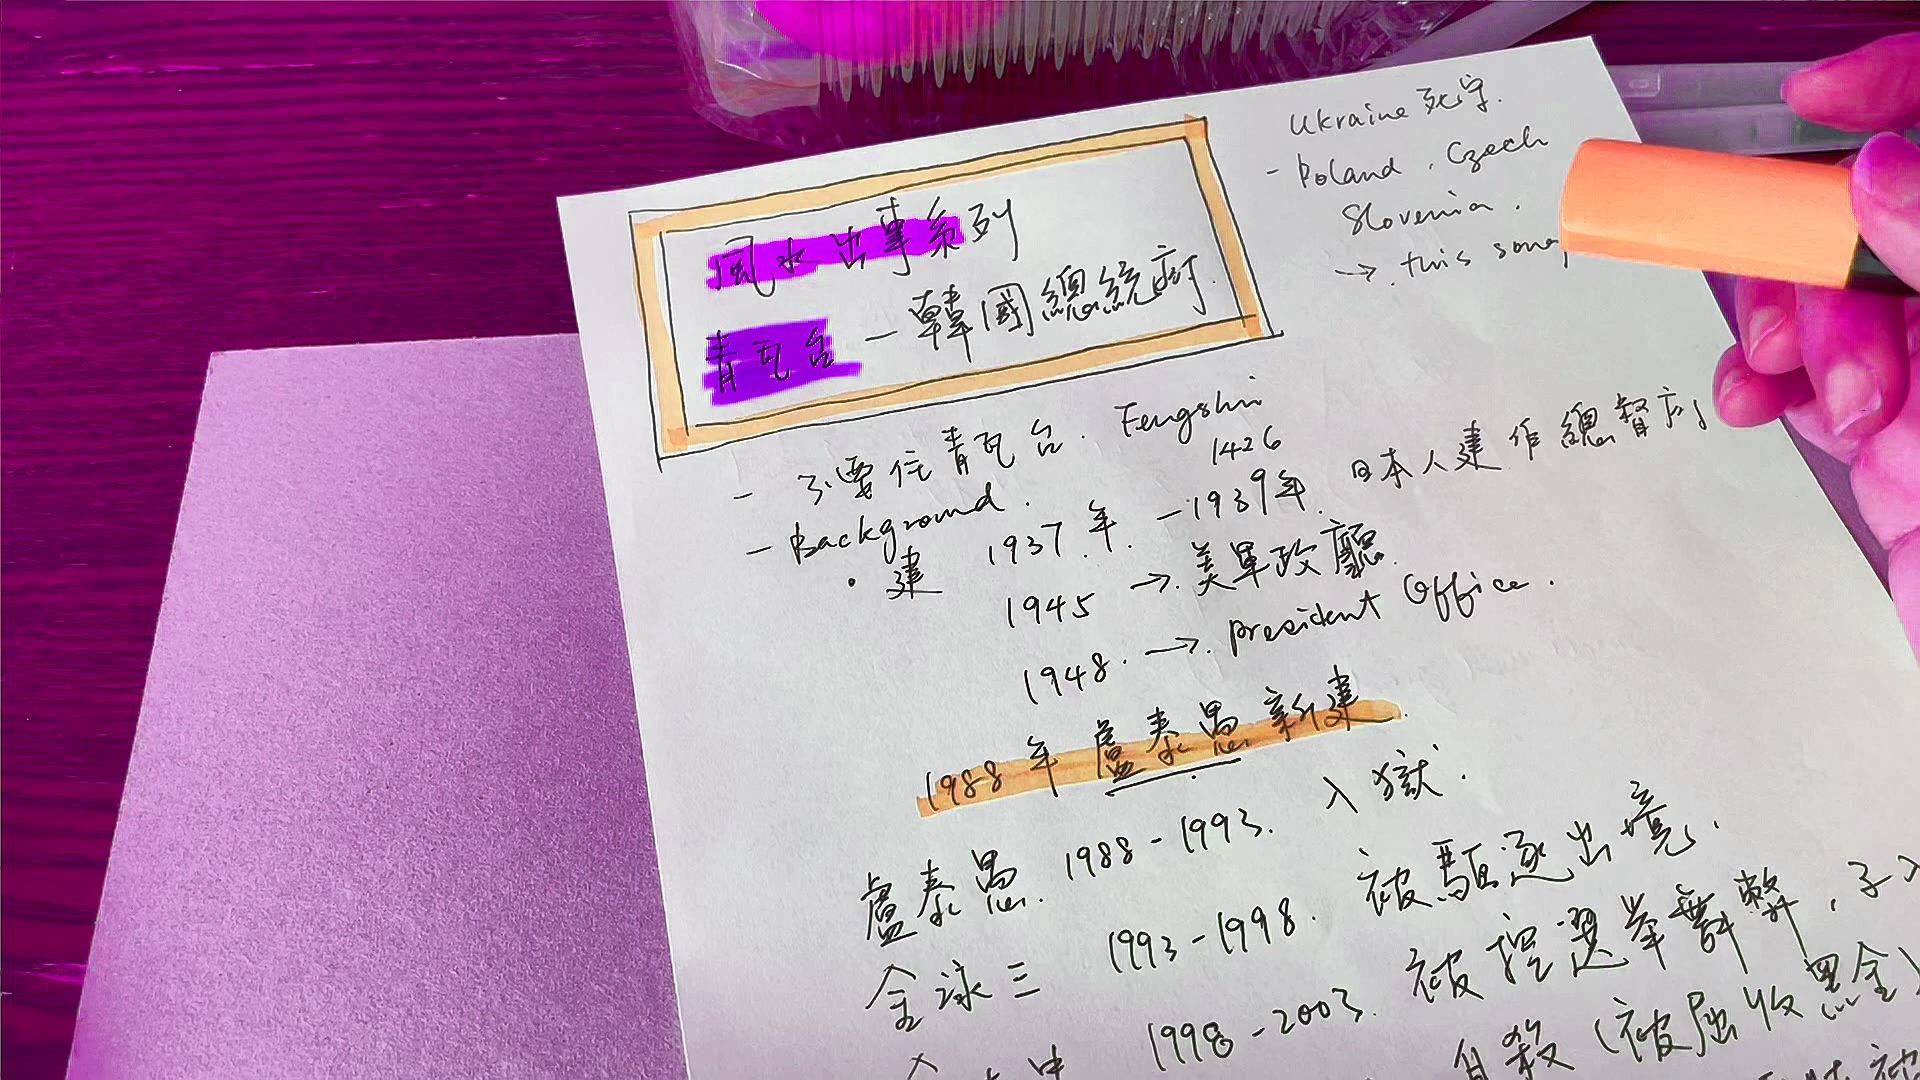 風水出事系列
青瓦台 - 韓國總統府.
Ukraine 死守.
- Poland. Czech
Slovenia.
→ this song
- 不要住青瓦台. Fengshui
1426
- Background.
• 建 1937年. - 1939年. 日本人建作總督府
1945 → 美軍政廳.
1948. → President Office.
1988年 盧泰愚 新建.
盧泰愚. 1988-1993. 入獄.
金泳三 1993-1998. 被驅逐出境.
1998-2003. 被控選舉舞弊, 子入
自殺 (被屈收黑金)